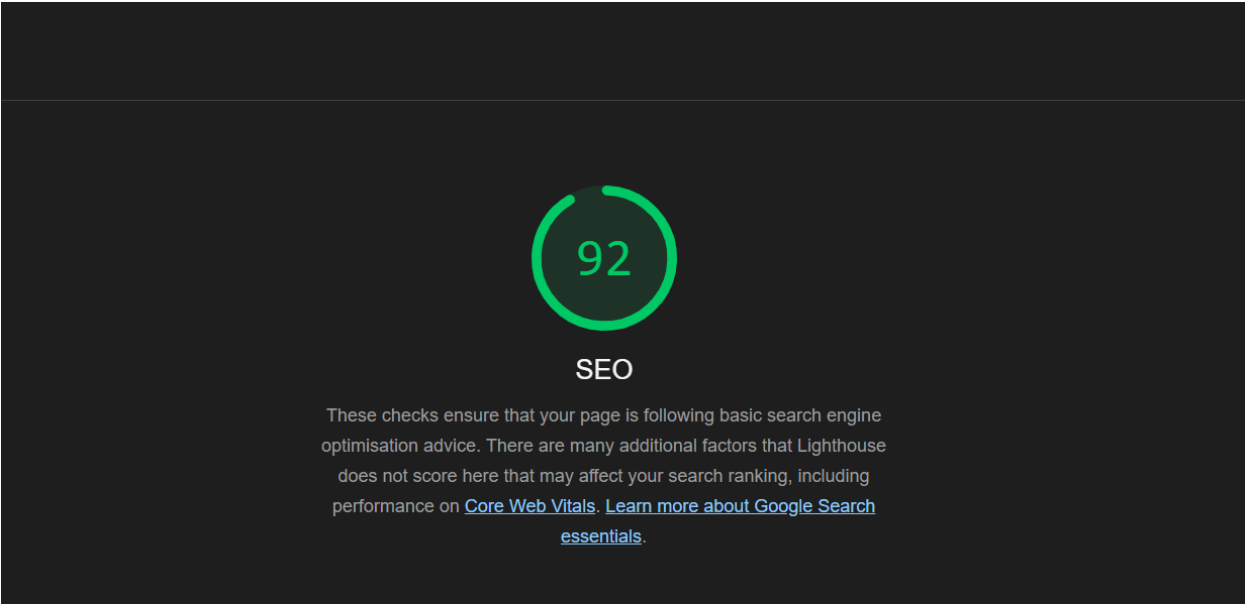 92
SEO
These checks ensure that your page is following basic search engine
optimisation advice. There are many additional factors that Lighthouse
does not score here that may affect your search ranking, including
performance on Core Web Vitals. Learn more about Google Search
essentials.